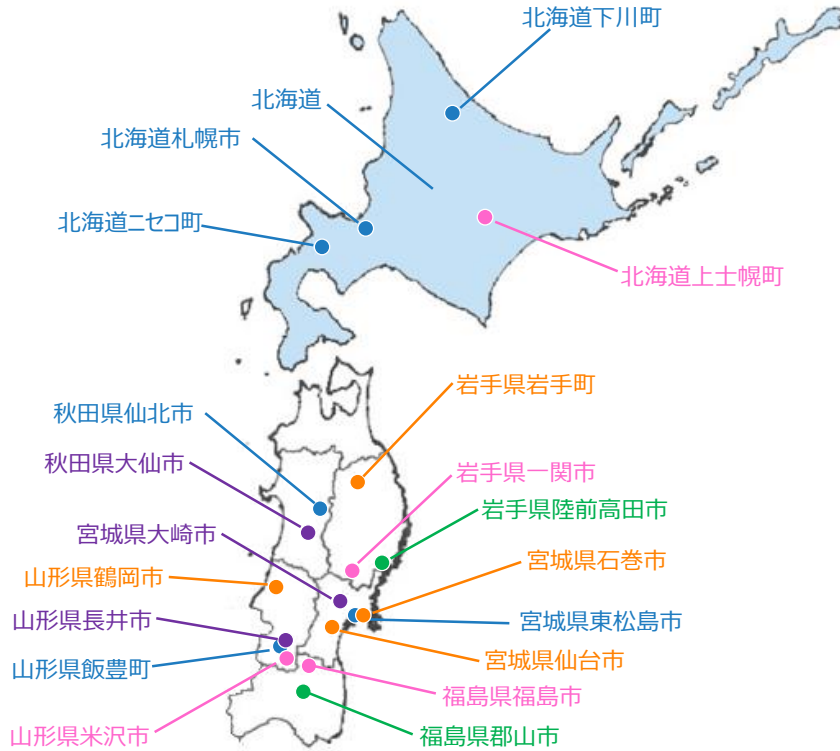 北海道下川町
北海道
北海道札幌市
北海道ニセコ町
北海道上士幌町
岩手県岩手町
秋田県仙北市
秋田県大仙市
岩手県一関市
岩手県陸前高田市
宮城県大崎市
宮城県石巻市
山形県鶴岡市
山形県長井市
宮城県東松島市
宮城県仙台市
山形県飯豊町
福島県福島市
山形県米沢市
福島県郡山市